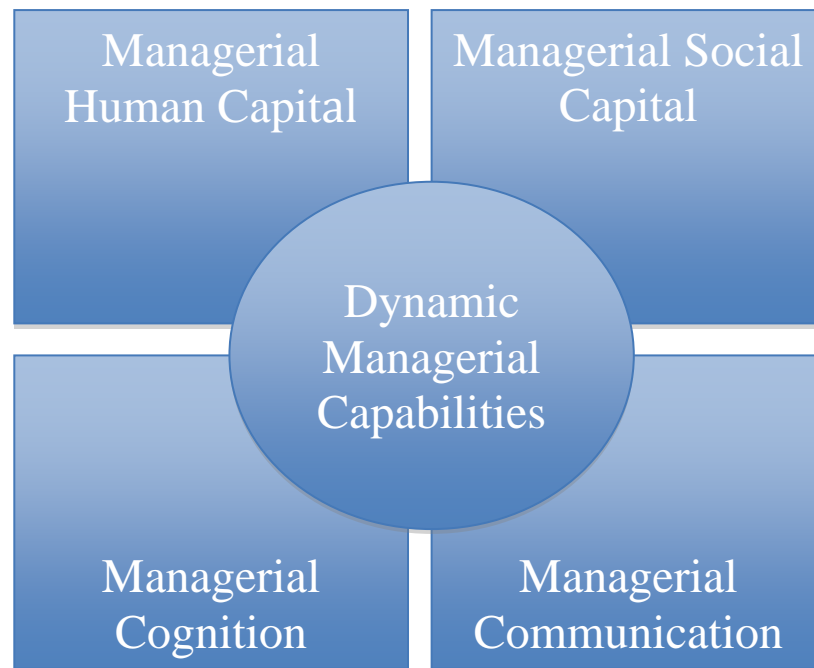 Managerial
Human Capital
Managerial Social
Capital
Dynamic
Managerial
Capabilities
Managerial
Cognition
Managerial
Communication